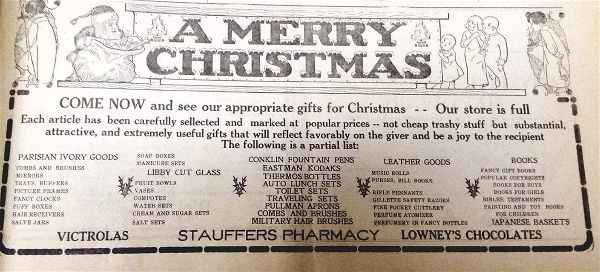 A MERRY
CHRISTMAS
COME NOW and see our appropriate gifts for Christmas -- Our store is full
Each article has been carefully sellected and marked at popular prices -- not cheap trashy stuff but substantial,
attractive, and extremely useful gifts that will reflect favorably on the giver and be a joy to the recipient
The following is a partial list:
PARISIAN IVORY GOODS
COMBS AND BRUSHES
MIRRORS
TRAYS, BUFFERS
PICTURE FRAMES
FANCY CLOCKS
PUFF BOXES
HAIR RECEIVERS
SALVE JARS
SOAP BOXES
MANICURE SETS
LIBBY CUT GLASS
FRUIT BOWLS
VASES
COMPOTES
WATER SETS
CREAM AND SUGAR SETS
SALT SETS
CONKLIN FOUNTAIN PENS
EASTMAN KODAKS
THERMOS BOTTLES
AUTO LUNCH SETS
TOILET SETS
TRAVELING SETS
PULLMAN APRONS
COMBS AND BRUSHES
MILITARY HAIR BRUSHES
LEATHER GOODS
MUSIC ROLLS
PURSES, BILL BOOKS,
RIFLE PENNANTS
GILLETTE SAFETY RAZORS
FINE POCKET CUTTLERY
PERFUME ATOMIZER
PERFUMERY IN FANCY BOTTLES
BOOKS
FANCY GIFT BOOKS
POPULAR COPYRIGHTS
BOOKS FOR BOYS
BOOKS FOR GIRLS
BIBLES, TESTAMENTS
PAINTING AND TOY BOOKS
FOR CHILDREN
JAPANESE BASKETS
VICTROLAS STAUFFERS PHARMACY LOWNEY'S CHOCOLATES